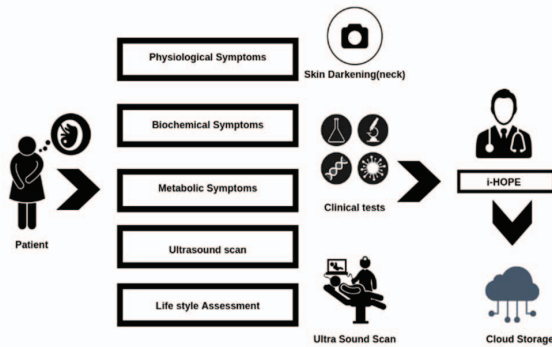 Physiological Symptoms
Skin Darkening(neck)
Biochemical Symptoms
Metabolic Symptoms
Clinical tests
i-HOPE
Patient
Ultrasound scan
Life style Assessment
Ultra Sound Scan
Cloud Storage